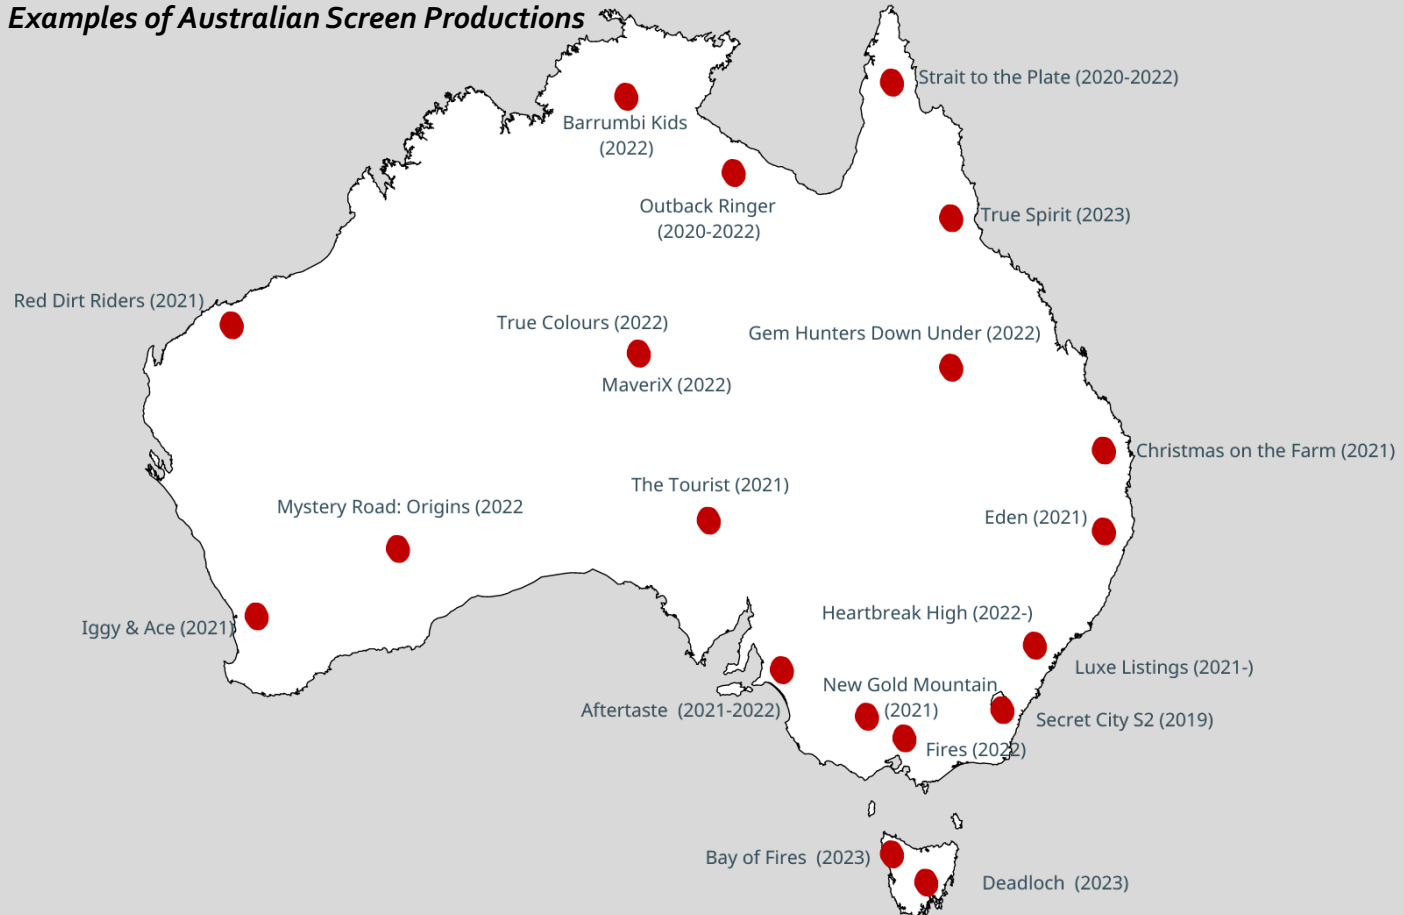 Examples of Australian Screen Productions
Strait to the Plate (2020-2022)
Barrumbi Kids
(2022)
Outback Ringer
(2020-2022)
True Spirit (2023)
Red Dirt Riders (2021)
True Colours (2022)
Gem Hunters Down Under (2022)
MaveriX (2022)
Christmas on the Farm (2021)
The Tourist (2021)
Mystery Road: Origins (2022
Eden (2021)
Heartbreak High (2022-)
Iggy & Ace (2021)
Luxe Listings (2021-)
New Gold Mountain
(2021)
Aftertaste (2021-2022)
Secret City S2 (2019)
Fires (2022)
Bay of Fires (2023)
Deadloch (2023)